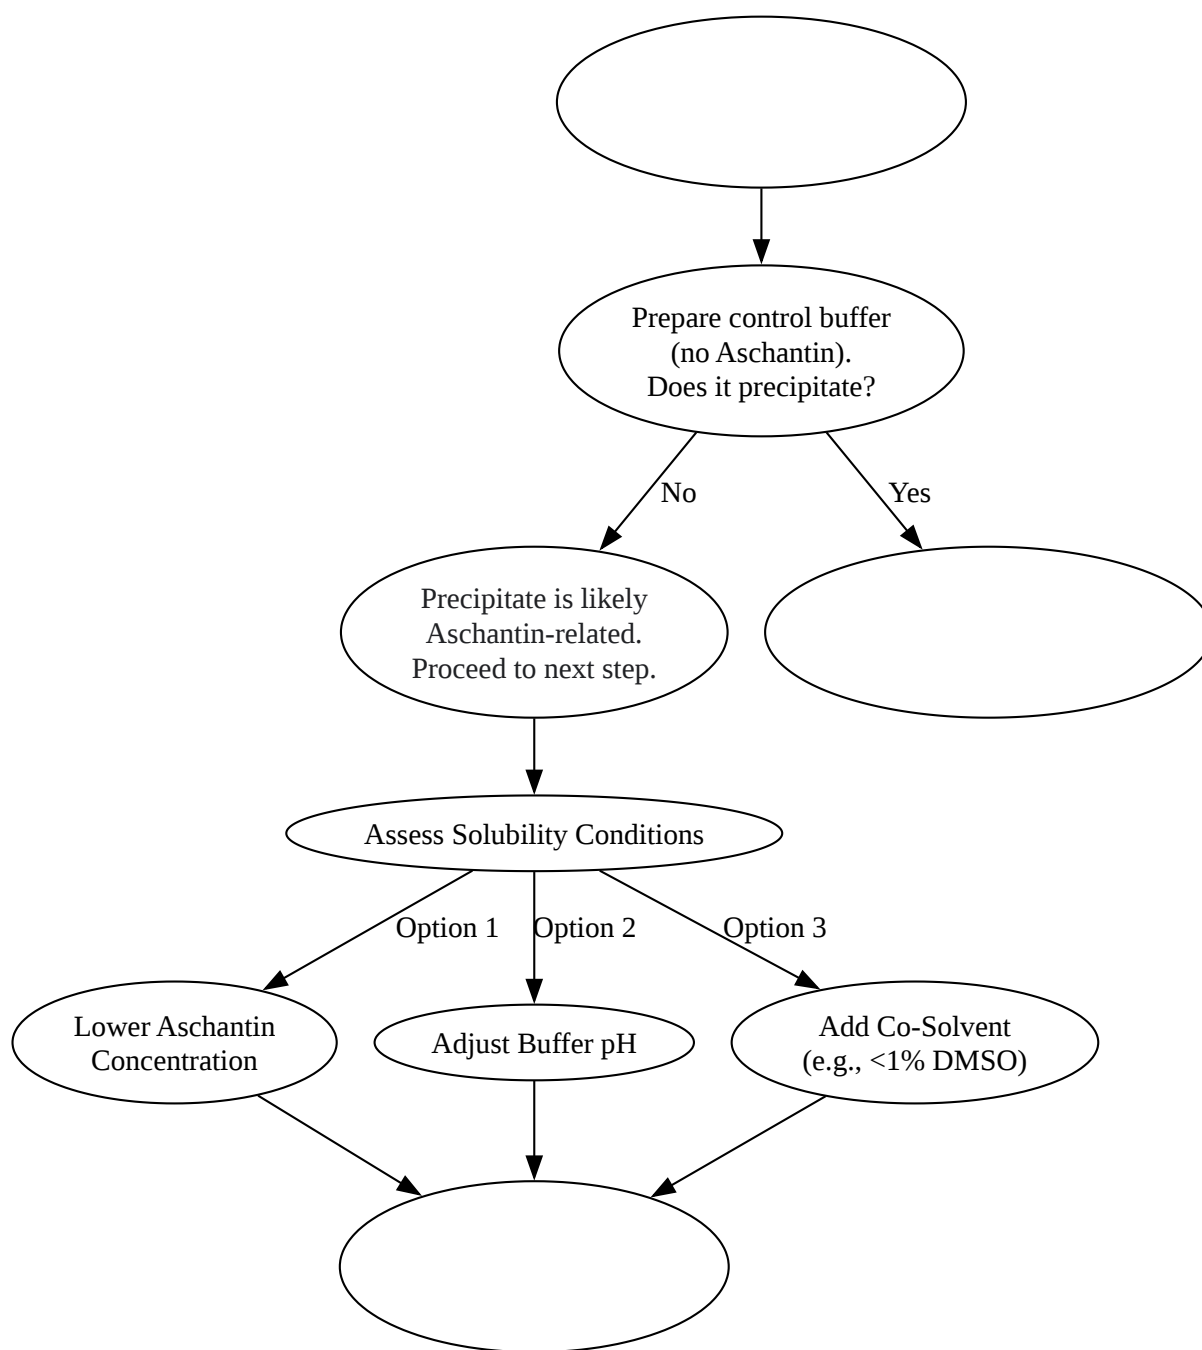 Prepare control buffer
(no Aschantin).
Does it precipitate?
No
Yes
Precipitate is likely
Aschantin-related.
Proceed to next step.
Assess Solubility Conditions
Option 1
Option 2
Option 3
Lower Aschantin
Concentration
Adjust Buffer pH
Add Co-Solvent
(e.g., <1% DMSO)